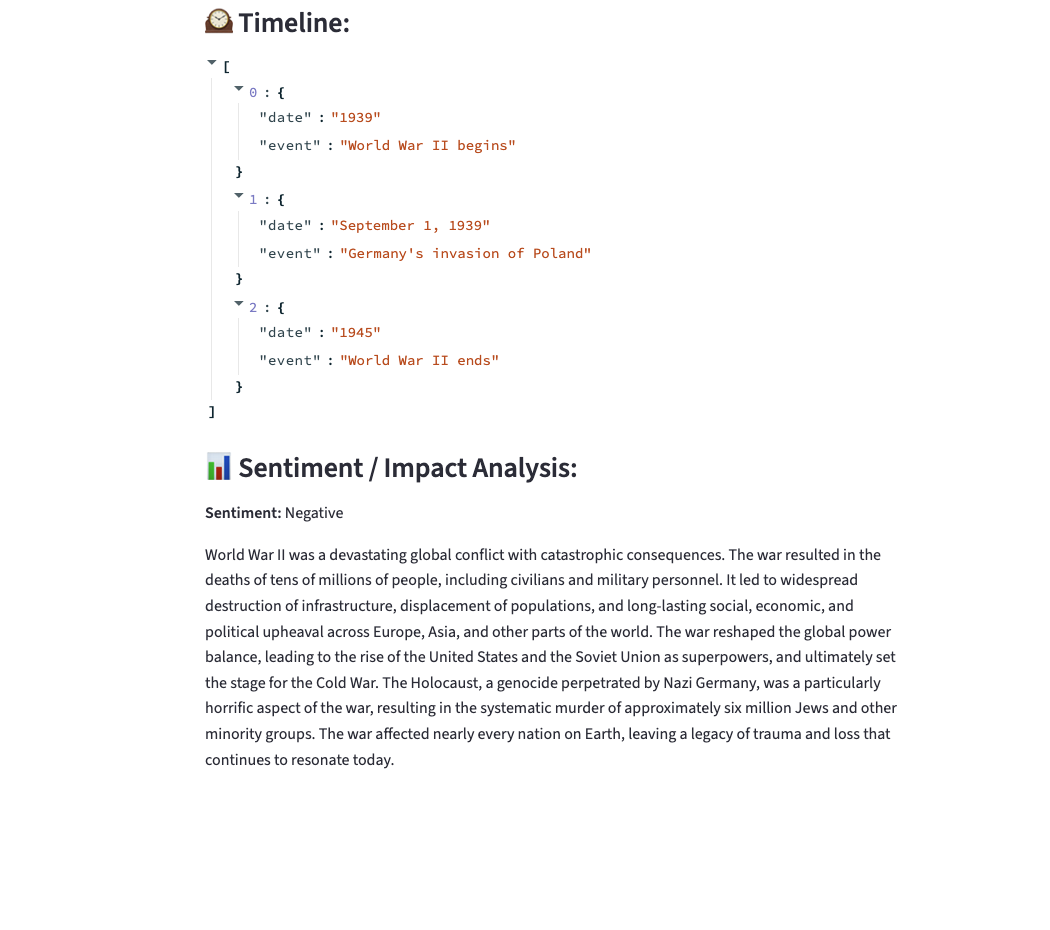 Timeline:
[
0 : {
"date" : "1939"
"event" : "World War II begins"
}
1 : {
"date" : "September 1, 1939"
"event" : "Germany's invasion of Poland"
}
2 : {
"date" : "1945"
"event" : "World War II ends"
}
]
Sentiment / Impact Analysis:
Sentiment: Negative
World War II was a devastating global conflict with catastrophic consequences. The war resulted in the
deaths of tens of millions of people, including civilians and military personnel. It led to widespread
destruction of infrastructure, displacement of populations, and long-lasting social, economic, and
political upheaval across Europe, Asia, and other parts of the world. The war reshaped the global power
balance, leading to the rise of the United States and the Soviet Union as superpowers, and ultimately set
the stage for the Cold War. The Holocaust, a genocide perpetrated by Nazi Germany, was a particularly
horrific aspect of the war, resulting in the systematic murder of approximately six million Jews and other
minority groups. The war affected nearly every nation on Earth, leaving a legacy of trauma and loss that
continues to resonate today.